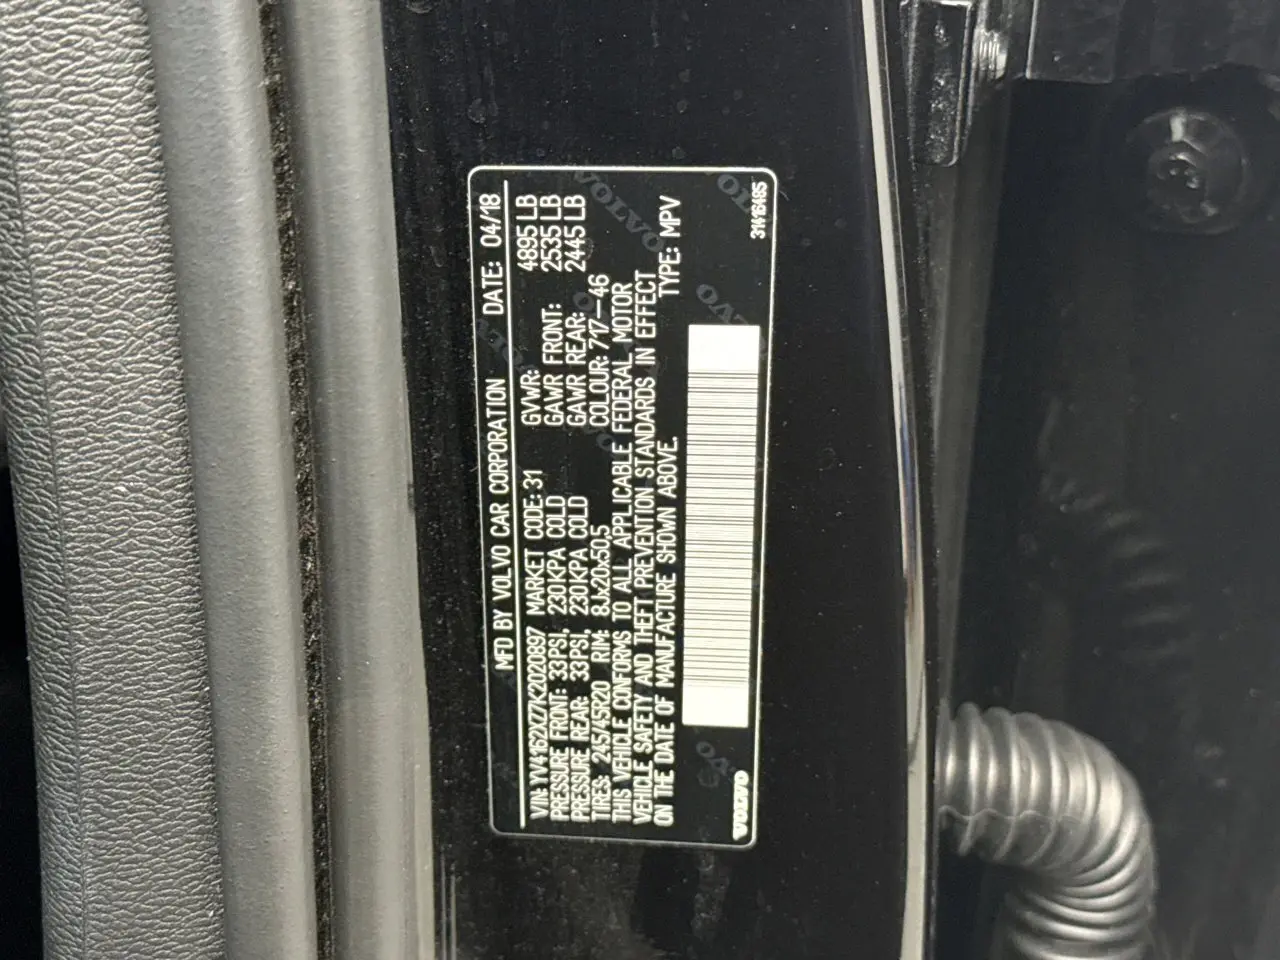 MFD BY VOLVO CAR CORPORATION DATE: 04/18
VIN: YV4162XZ7K2020897 MARKET CODE: 31 GVWR: 4895 LB
PRESSURE FRONT: 33PSI, 230KPA COLD GAWR FRONT: 2535 LB
PRESSURE REAR: 33PSI, 230KPA COLD GAWR REAR: 2445 LB
TIRES: 245/45R20 RIM: 8Jx20x50,5 COLOUR: 717—46
THIS VEHICLE CONFORMS TO ALL APPLICABLE FEDERAL MOTOR
VEHICLE SAFETY AND THEFT PREVENTION STANDARDS IN EFFECT
ON THE DATE OF MANUFACTURE SHOWN ABOVE. TYPE: MPV
VOLVO 31416485